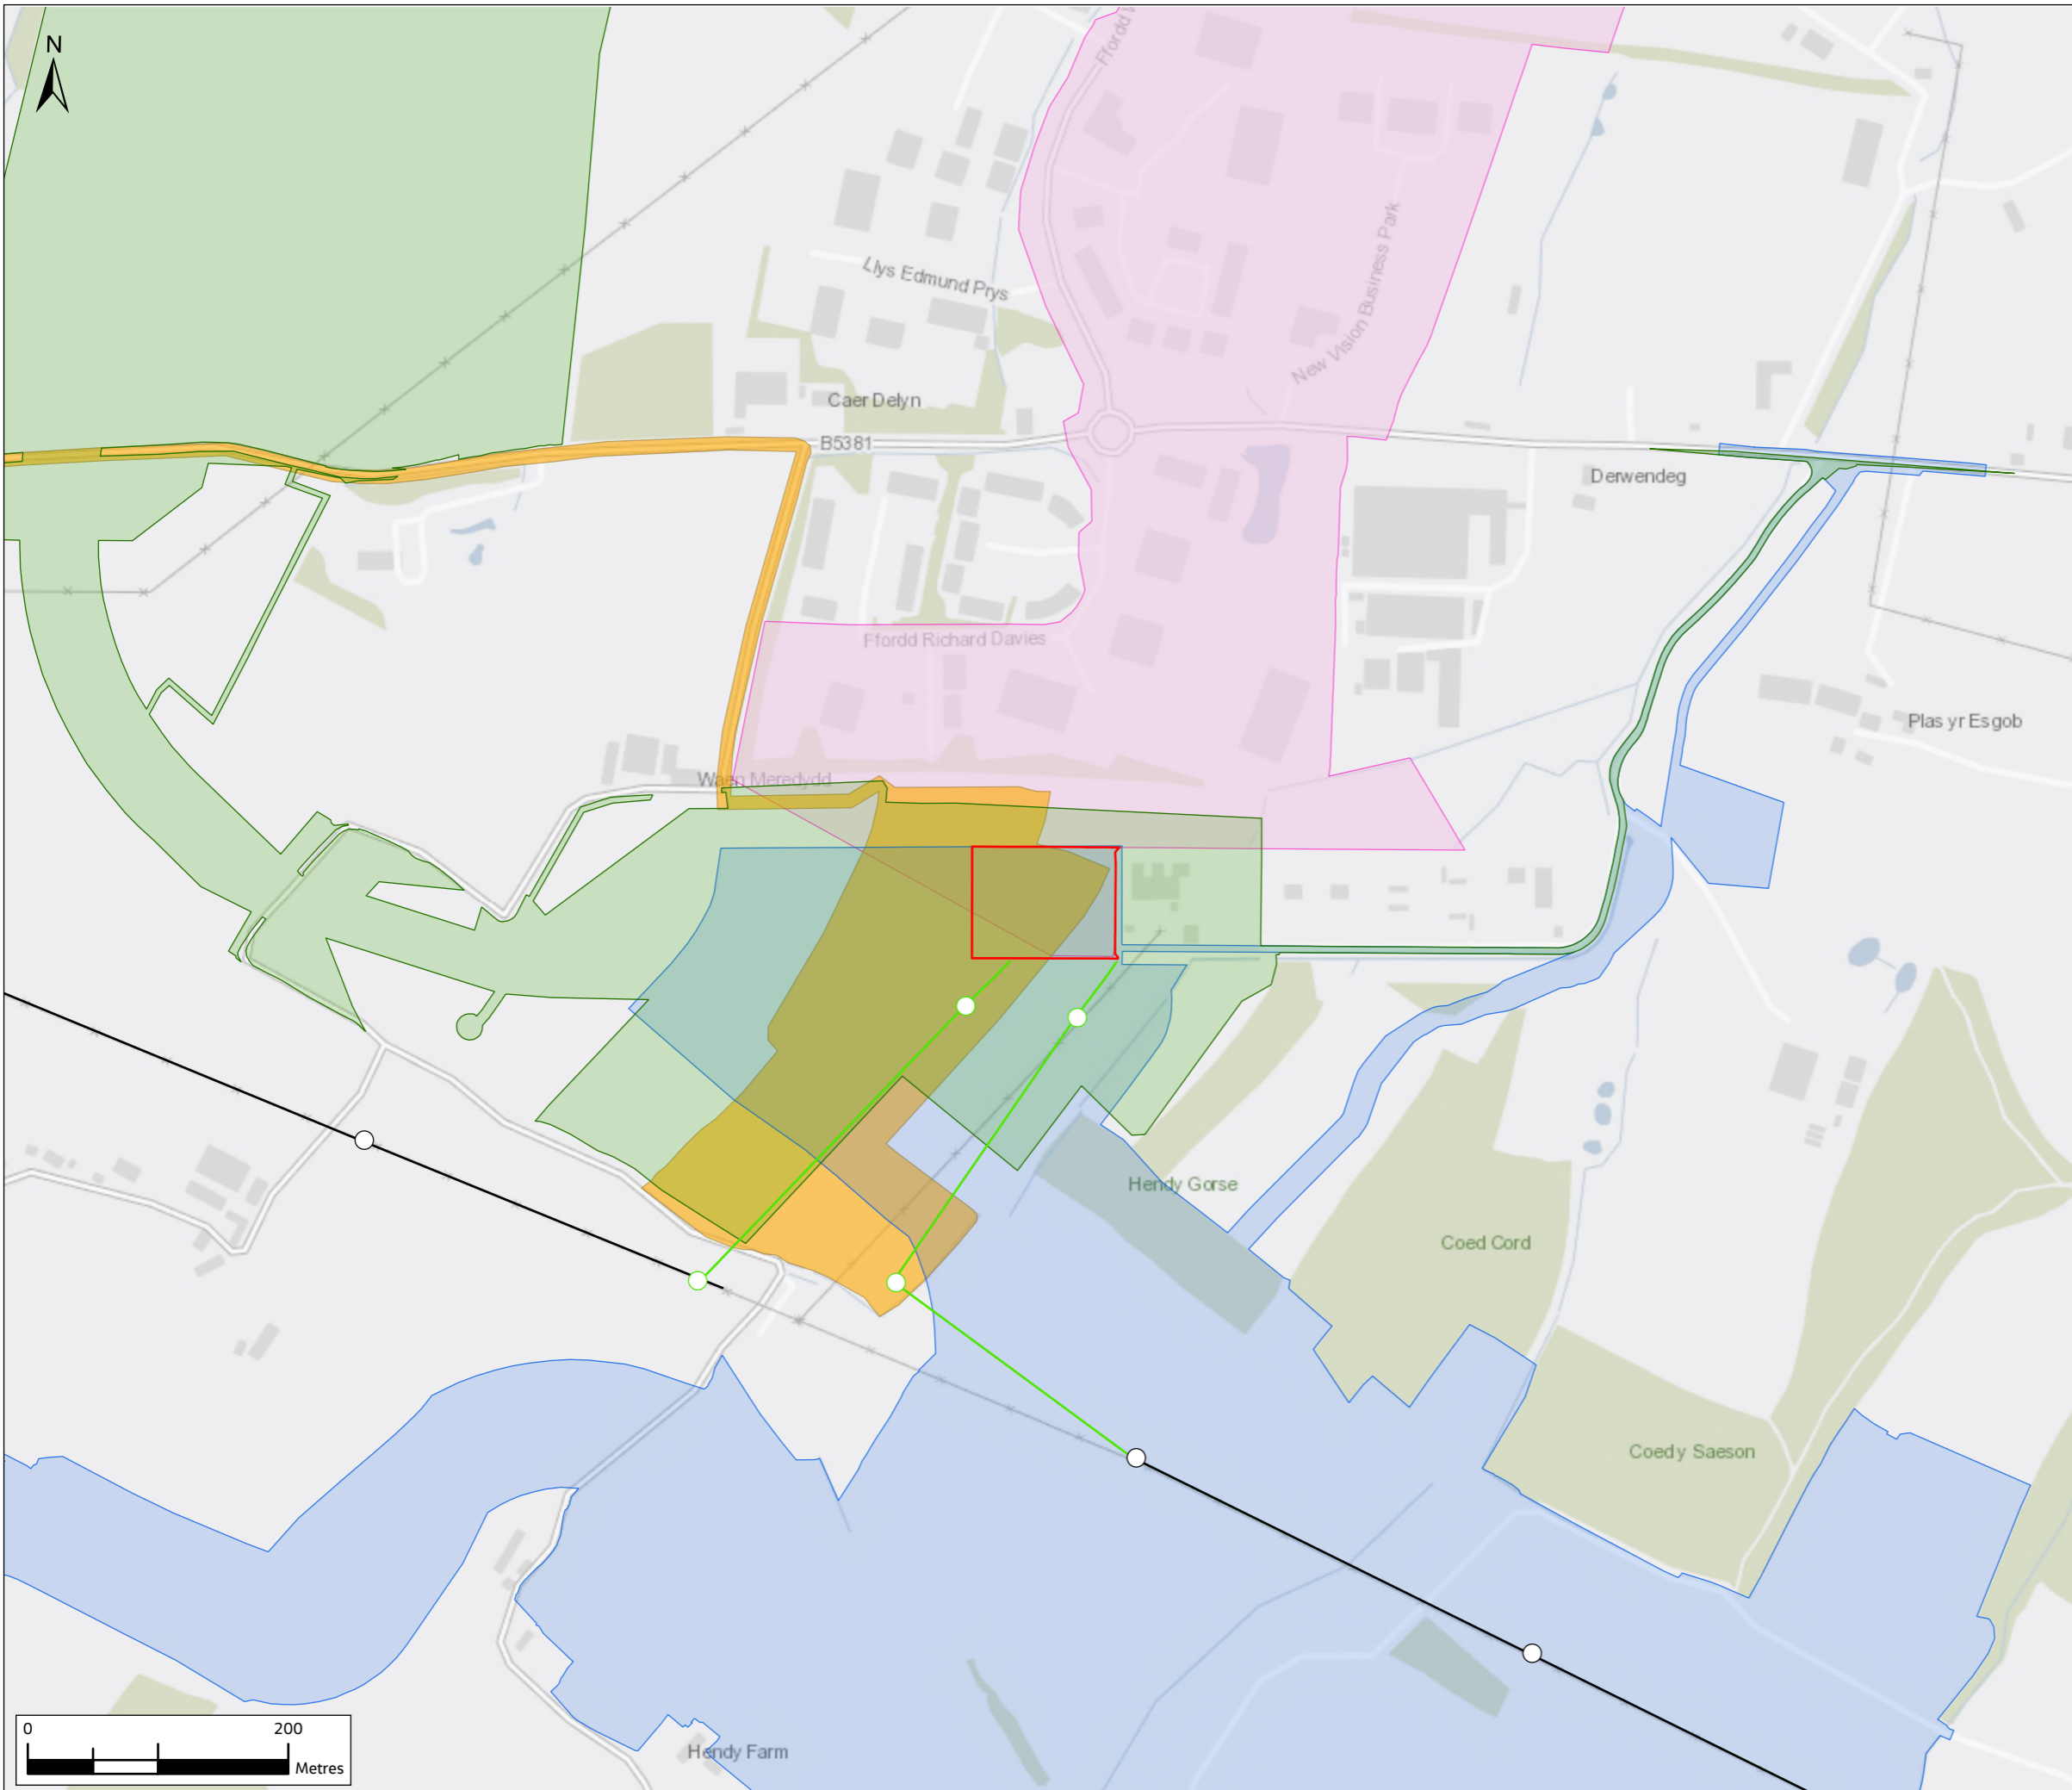 N
Ffordd
Llys Edmund Prys
New Vision Business Park
Caer Delyn
B5381
Derwendeg
Ffordd Richard Davies
Plas yr Esgob
Waen Meredydd
Hendy Gorse
Coed Cord
Coed y Saeson
Hendy Farm
0 200
Metres